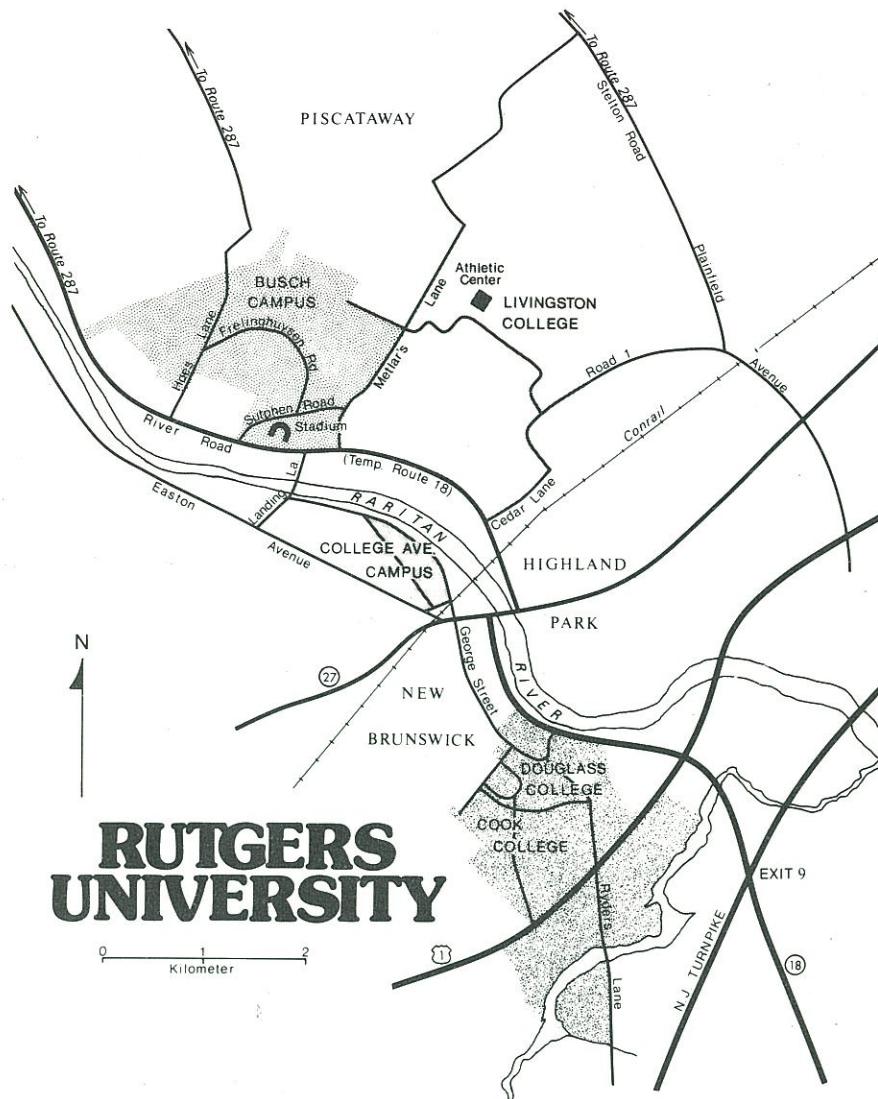 To Route 287
To Route 287
Stelton Road
PISCATAWAY
To Route 287
BUSCH
CAMPUS
Athletic
Center
LIVINGSTON
COLLEGE
Lane
Metlar's
Plainfield
Avenue
Hoes Lane
Frelinghuysen Rd
Road 1
Sutphen Road
Stadium
River Road
(Temp. Route 18)
Conrail
Cedar Lane
Landing La
Easton
Avenue
RARITAN
RIVER
COLLEGE AVE.
CAMPUS
HIGHLAND
PARK
N
27
George Street
NEW
BRUNSWICK
DOUGLASS
COLLEGE
COOK
COLLEGE
Ryders
Lane
RUTGERS
UNIVERSITY
0 1 2
Kilometer
1
EXIT 9
NJ TURNPIKE
18